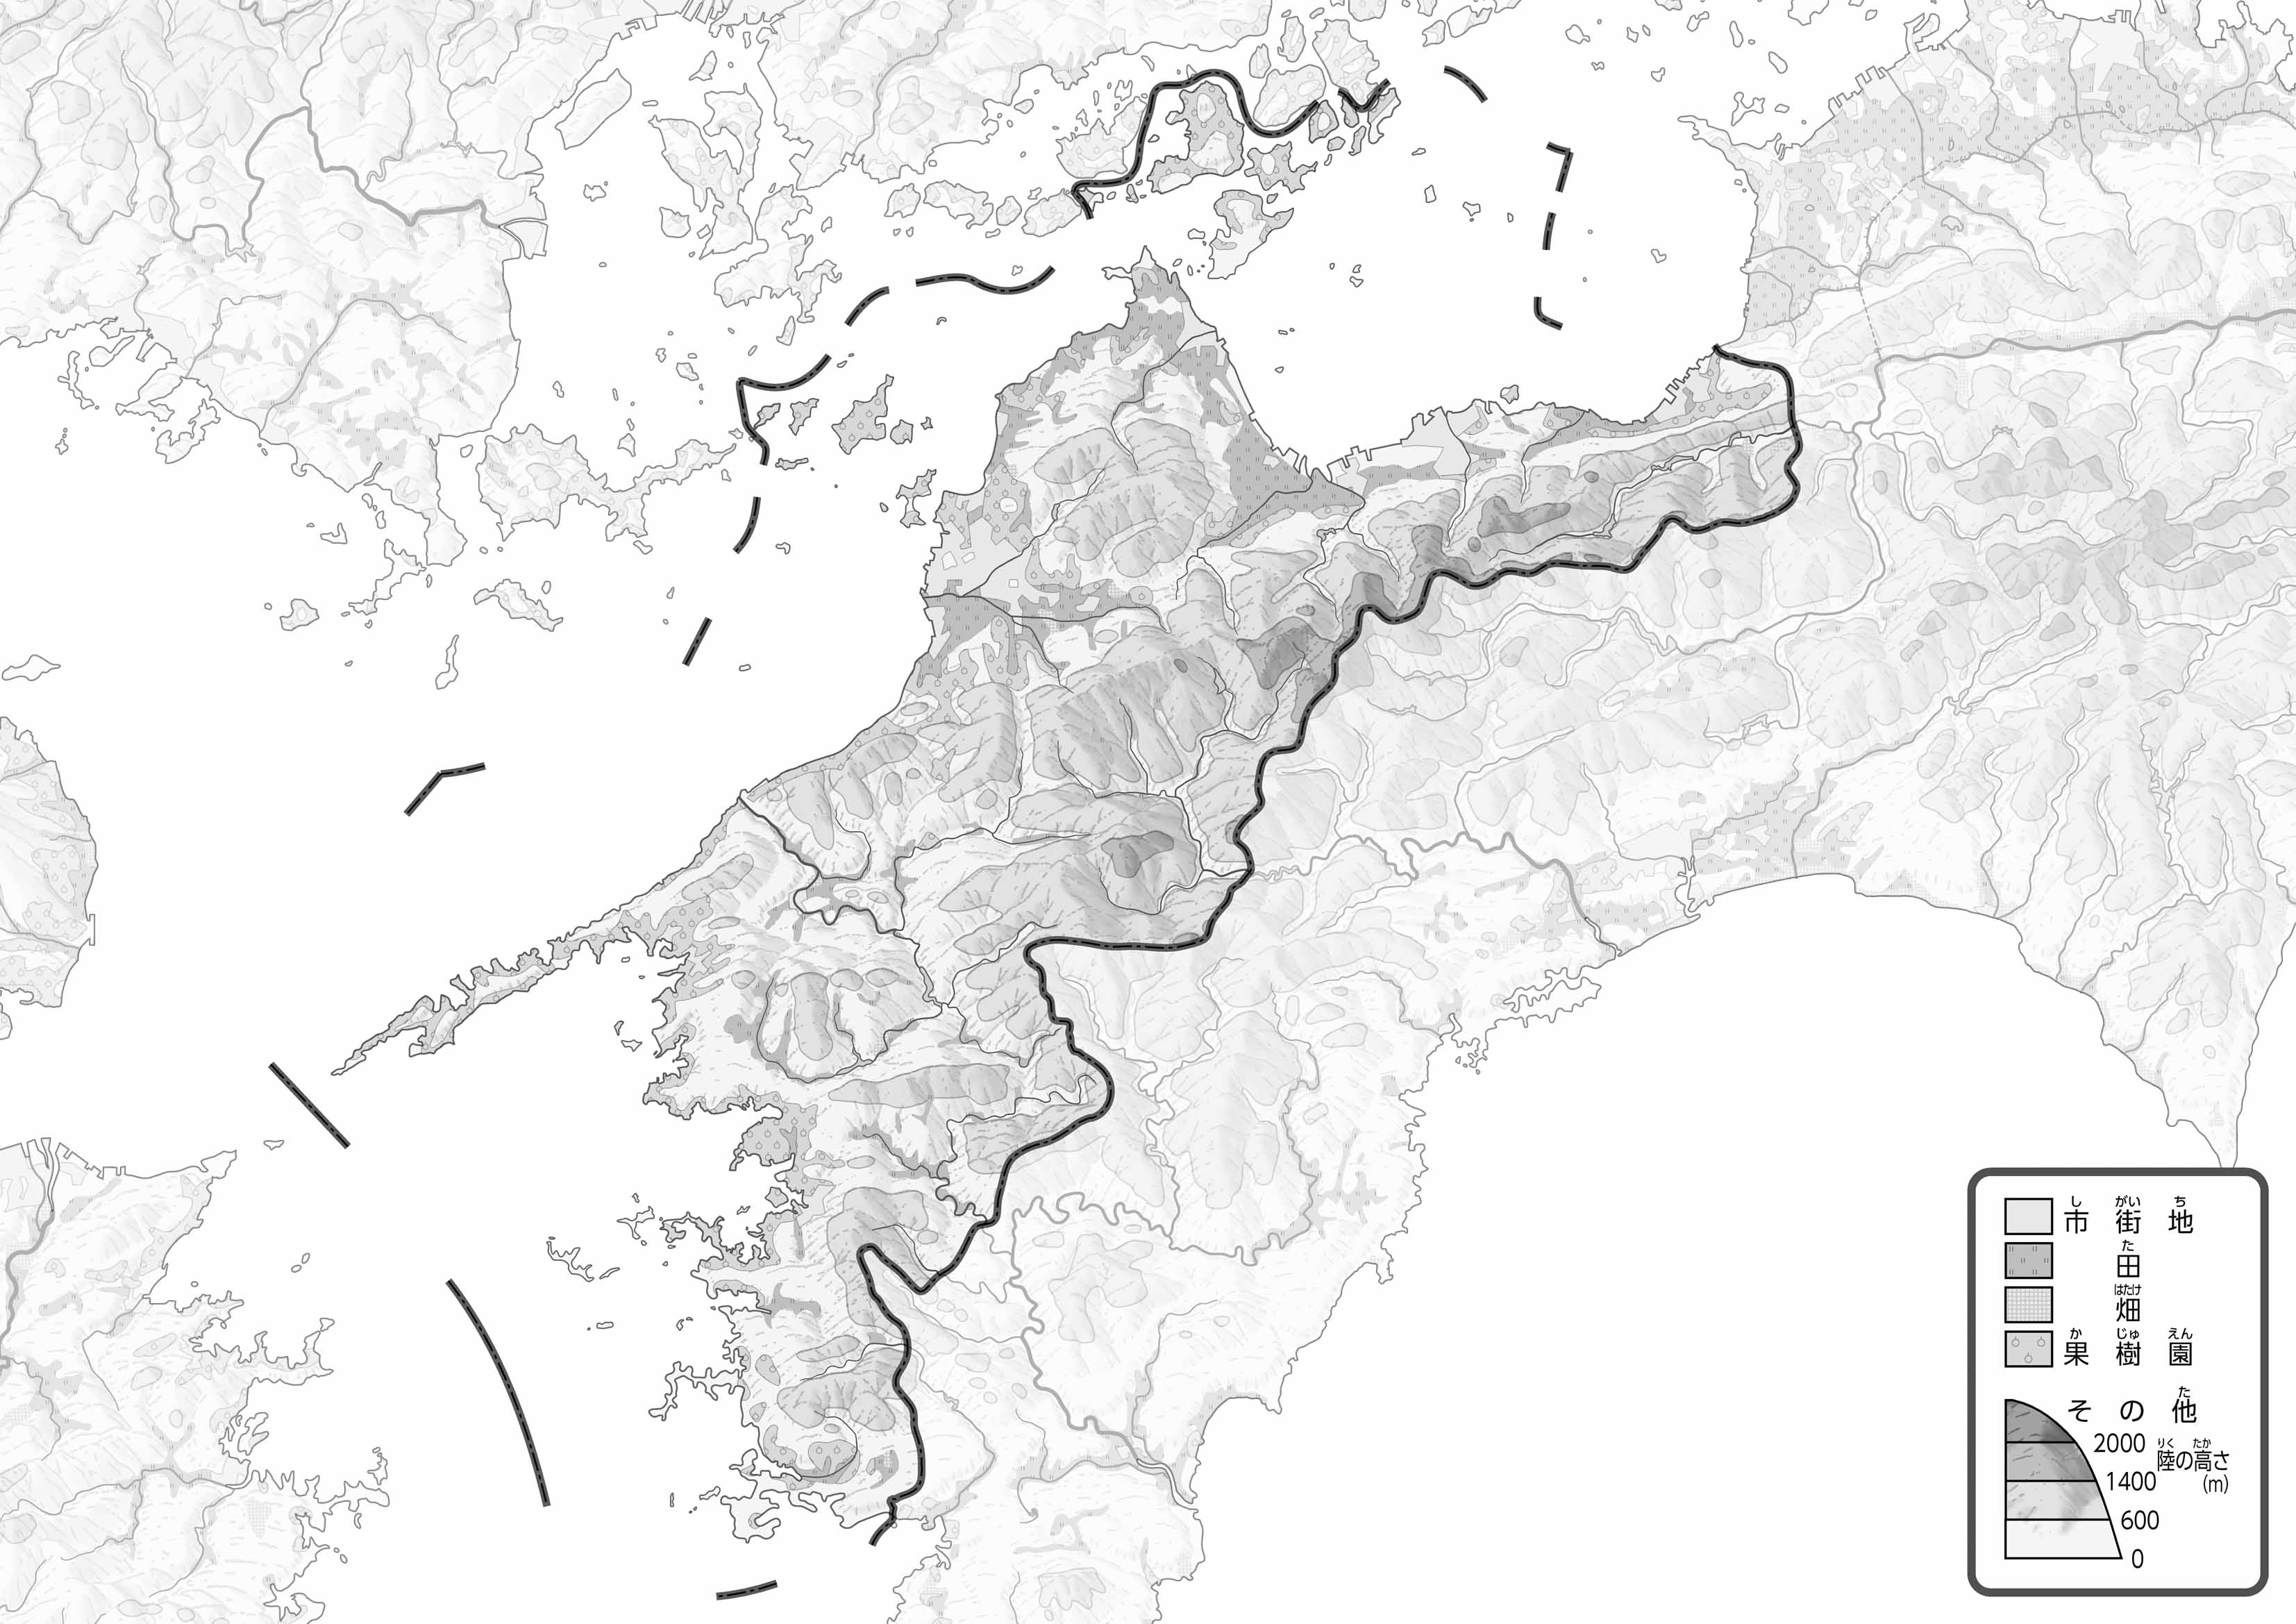 市街地
しがいち
田
た
畑
はたけ
果樹園
かじゅえん
その他
た
2000
陸の高さ
りくたか
(m)
1400
600
0